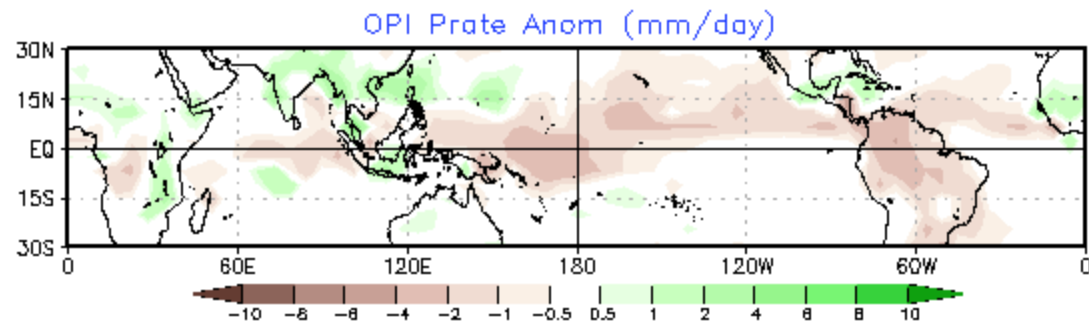 OPI Prate Anom (mm/day)
30N
15N
EQ
15S
30S
0 60E 120E 180 120W 60W 0
-10 -8 -6 -4 -2 -1 -0.5 0.5 1 2 4 6 8 10